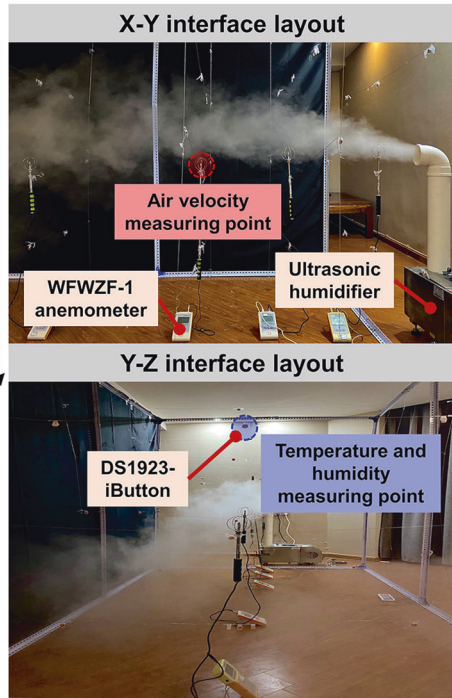 X-Y interface layout
Air velocity
measuring point
WFWZF-1
anemometer
Ultrasonic
humidifier
Y-Z interface layout
DS1923-
iButton
Temperature and
humidity
measuring point